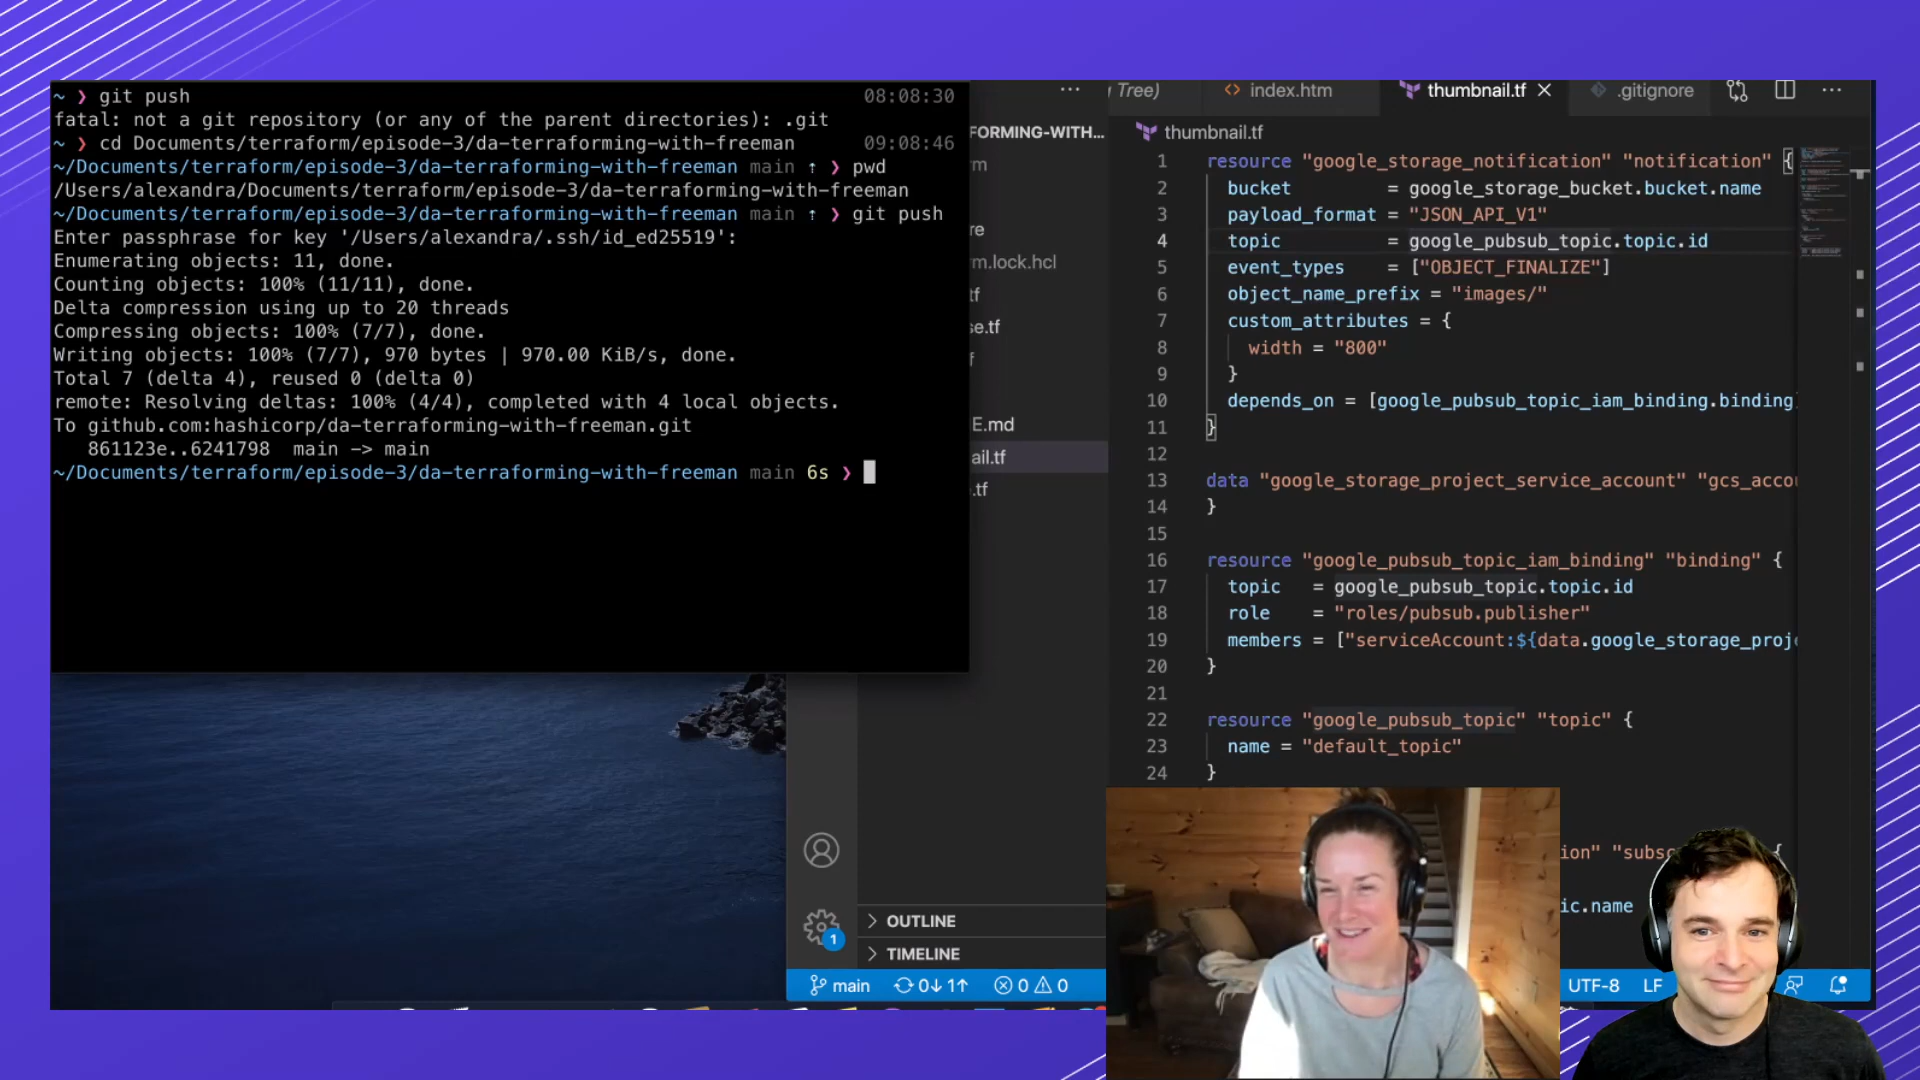 ~ ❯ git push 08:08:30
fatal: not a git repository (or any of the parent directories): .git
~ ❯ cd Documents/terraform/episode-3/da-terraforming-with-freeman 09:08:46
~/Documents/terraform/episode-3/da-terraforming-with-freeman main ⇡ ❯ pwd
/Users/alexandra/Documents/terraform/episode-3/da-terraforming-with-freeman
~/Documents/terraform/episode-3/da-terraforming-with-freeman main ⇡ ❯ git push
Enter passphrase for key '/Users/alexandra/.ssh/id_ed25519':
Enumerating objects: 11, done.
Counting objects: 100% (11/11), done.
Delta compression using up to 20 threads
Compressing objects: 100% (7/7), done.
Writing objects: 100% (7/7), 970 bytes | 970.00 KiB/s, done.
Total 7 (delta 4), reused 0 (delta 0)
remote: Resolving deltas: 100% (4/4), completed with 4 local objects.
To github.com:hashicorp/da-terraforming-with-freeman.git
861123e..6241798 main -> main
~/Documents/terraform/episode-3/da-terraforming-with-freeman main 6s ❯
FORMING-WITH...
rm.lock.hcl
se.tf
E.md
ail.tf
.tf
OUTLINE
TIMELINE
1
main 0↓ 1↑ 0 0
Tree) <> index.htm thumbnail.tf × .gitignore ...
thumbnail.tf
1 resource "google_storage_notification" "notification" {
2 bucket = google_storage_bucket.bucket.name
3 payload_format = "JSON_API_V1"
4 topic = google_pubsub_topic.topic.id
5 event_types = ["OBJECT_FINALIZE"]
6 object_name_prefix = "images/"
7 custom_attributes = {
8 width = "800"
9 }
10 depends_on = [google_pubsub_topic_iam_binding.binding]
11 }
12
13 data "google_storage_project_service_account" "gcs_accou
14 }
15
16 resource "google_pubsub_topic_iam_binding" "binding" {
17 topic = google_pubsub_topic.topic.id
18 role = "roles/pubsub.publisher"
19 members = ["serviceAccount:${data.google_storage_proj
20 }
21
22 resource "google_pubsub_topic" "topic" {
23 name = "default_topic"
24 }
ion" "subsc {
ic.name
UTF-8 LF